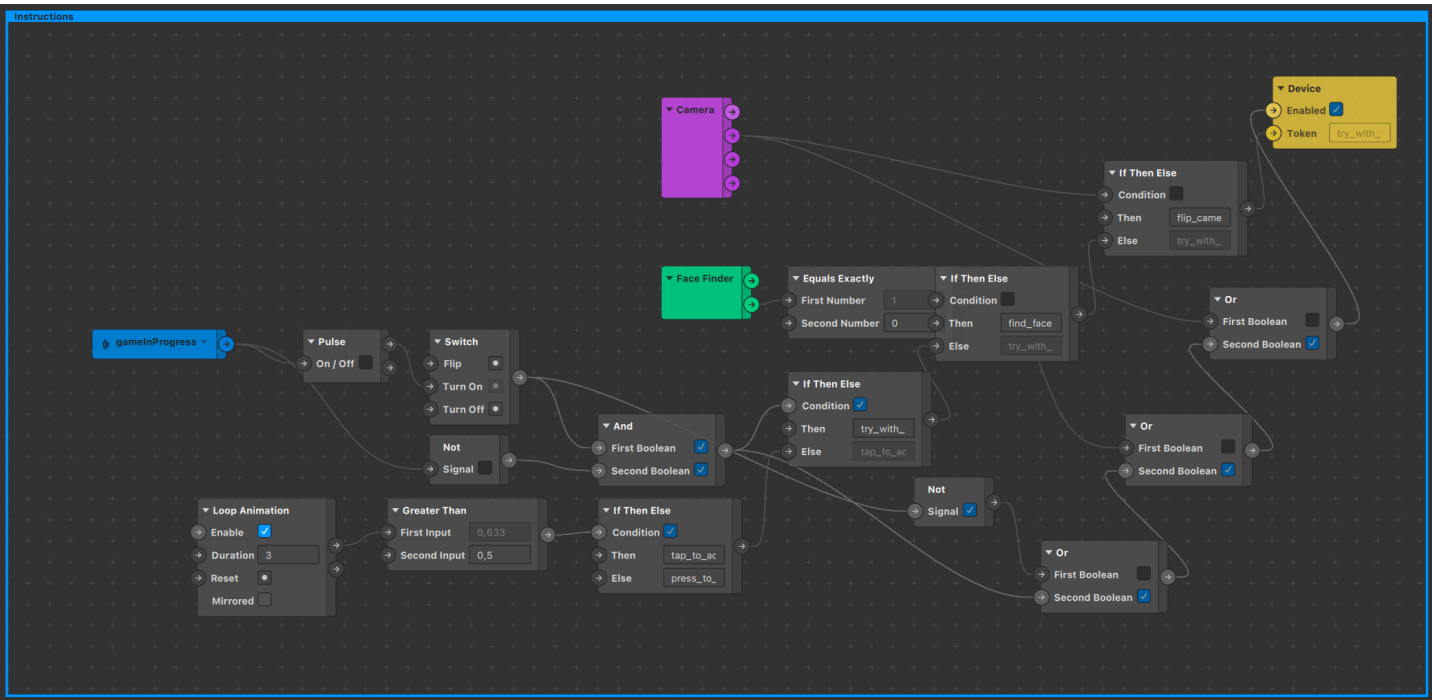 Instructions
Camera
Device
Enabled
Token try_with_
If Then Else
Condition
Then flip_came
Else try_with_
Face Finder
Equals Exactly
First Number 1
Second Number 0
If Then Else
Condition
Then find_face
Else try_with_
Or
First Boolean
Second Boolean
gameInProgress
Pulse
On / Off
Switch
Flip
Turn On
Turn Off
If Then Else
Condition
Then try_with_
Else tap_to_ac
And
First Boolean
Second Boolean
Or
First Boolean
Second Boolean
Not
Signal
Not
Signal
Loop Animation
Enable
Duration 3
Reset
Mirrored
Greater Than
First Input 0,633
Second Input 0,5
If Then Else
Condition
Then tap_to_ac
Else press_to_
Or
First Boolean
Second Boolean